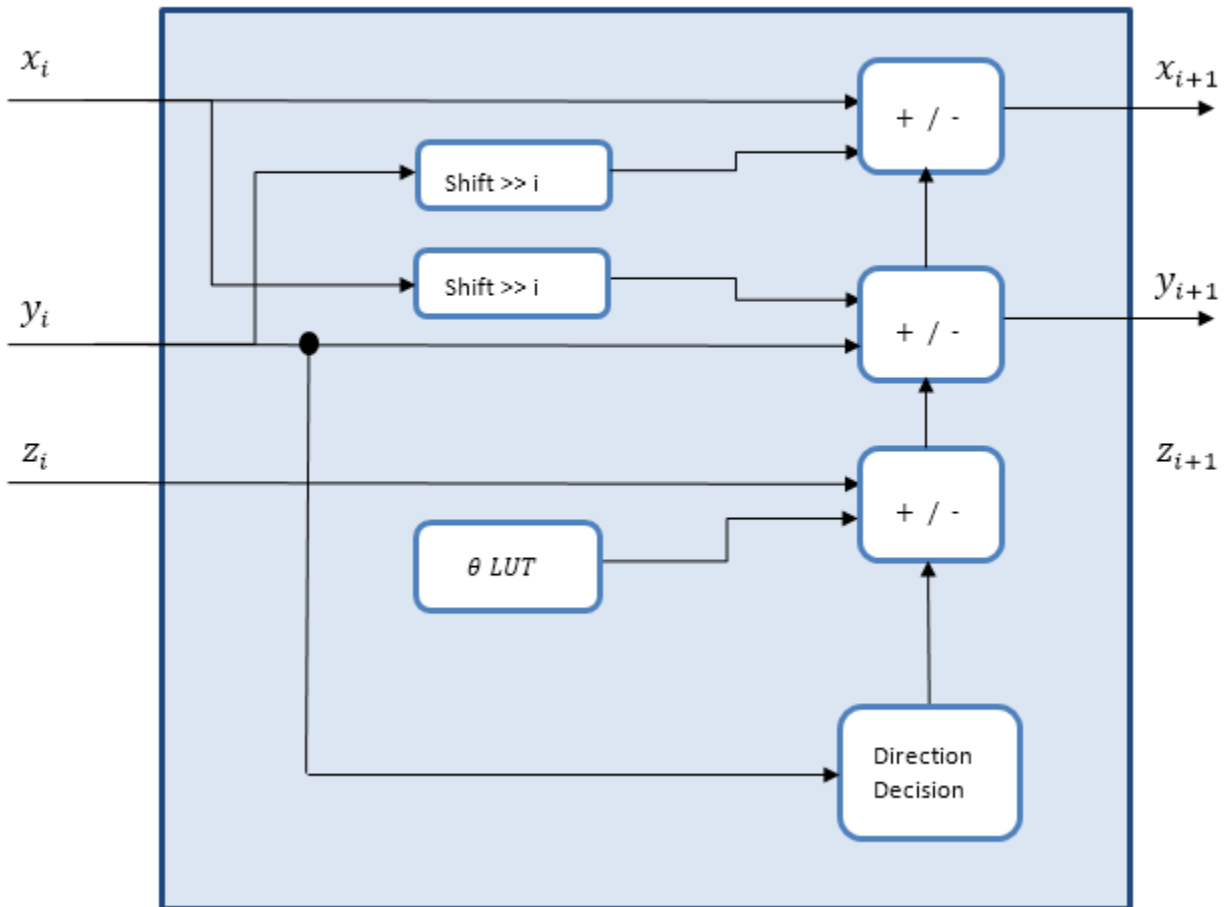 xᵢ
xᵢ₊₁
+ / -
Shift >> i
Shift >> i
yᵢ
yᵢ₊₁
+ / -
zᵢ
zᵢ₊₁
+ / -
θ LUT
Direction
Decision